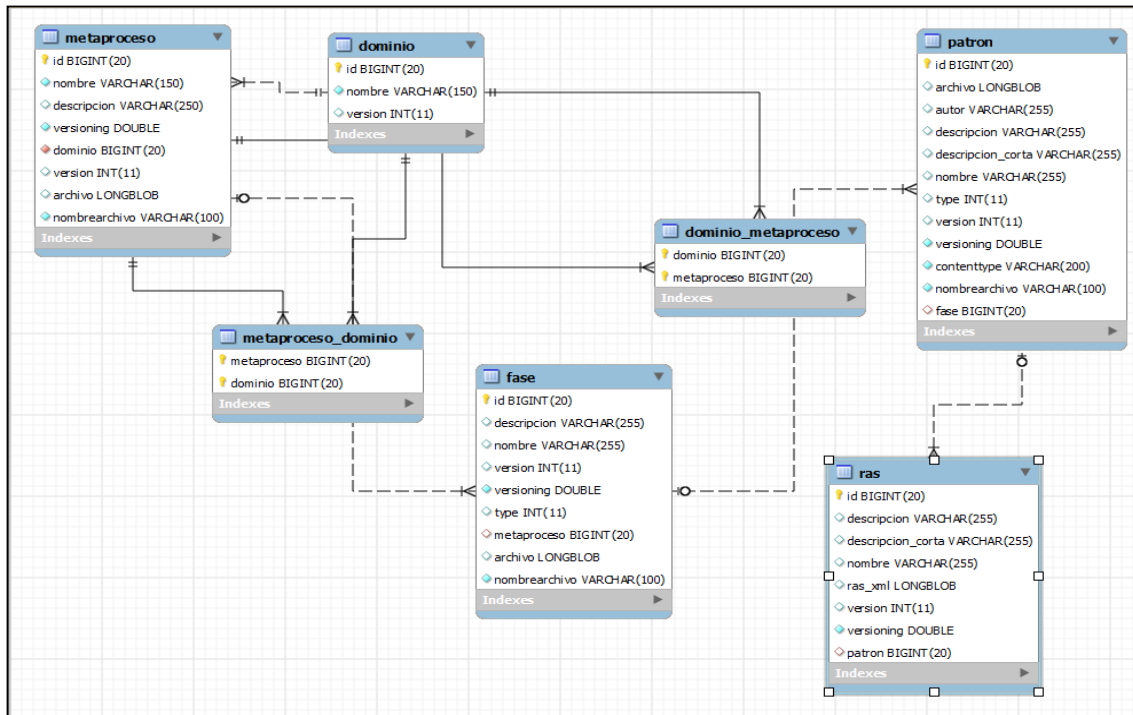 metaproceso
id BIGINT(20)
nombre VARCHAR(150)
descripcion VARCHAR(250)
versioning DOUBLE
dominio BIGINT(20)
version INT(11)
archivo LONGBLOB
nombrearchivo VARCHAR(100)
Indexes
dominio
id BIGINT(20)
nombre VARCHAR(150)
version INT(11)
Indexes
patron
id BIGINT(20)
archivo LONGBLOB
autor VARCHAR(255)
descripcion VARCHAR(255)
descripcion_corta VARCHAR(255)
nombre VARCHAR(255)
type INT(11)
version INT(11)
versioning DOUBLE
contenttype VARCHAR(200)
nombrearchivo VARCHAR(100)
fase BIGINT(20)
Indexes
dominio_metaproceso
dominio BIGINT(20)
metaproceso BIGINT(20)
Indexes
metaproceso_dominio
metaproceso BIGINT(20)
dominio BIGINT(20)
Indexes
fase
id BIGINT(20)
descripcion VARCHAR(255)
nombre VARCHAR(255)
version INT(11)
versioning DOUBLE
type INT(11)
metaproceso BIGINT(20)
archivo LONGBLOB
nombrearchivo VARCHAR(100)
Indexes
ras
id BIGINT(20)
descripcion VARCHAR(255)
descripcion_corta VARCHAR(255)
nombre VARCHAR(255)
ras_xml LONGBLOB
version INT(11)
versioning DOUBLE
patron BIGINT(20)
Indexes